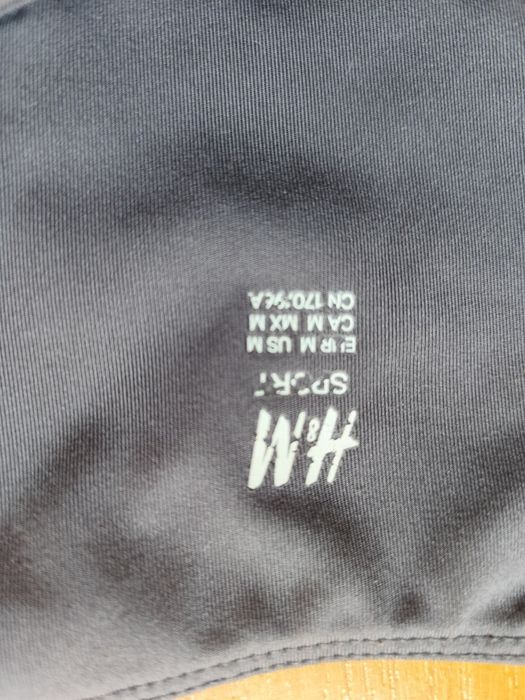 H&M
SPORT
EUR M US M
CA M MX M
CN 170/96A